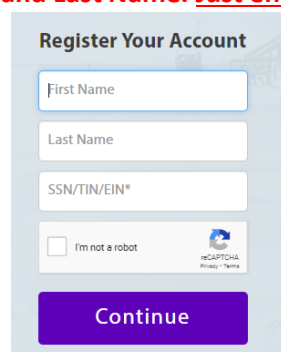 and Last Name. Just en
Register Your Account
First Name
Last Name
SSN/TIN/EIN*
I'm not a robot
reCAPTCHA
Privacy - Terms
Continue